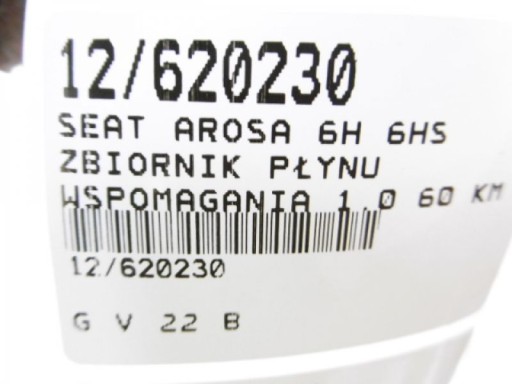 12/620230
SEAT AROSA 6H 6HS
ZBIORNIK PŁYNU
WSPOMAGANIA 1.0 60 KM
12/620230
G V 22 B